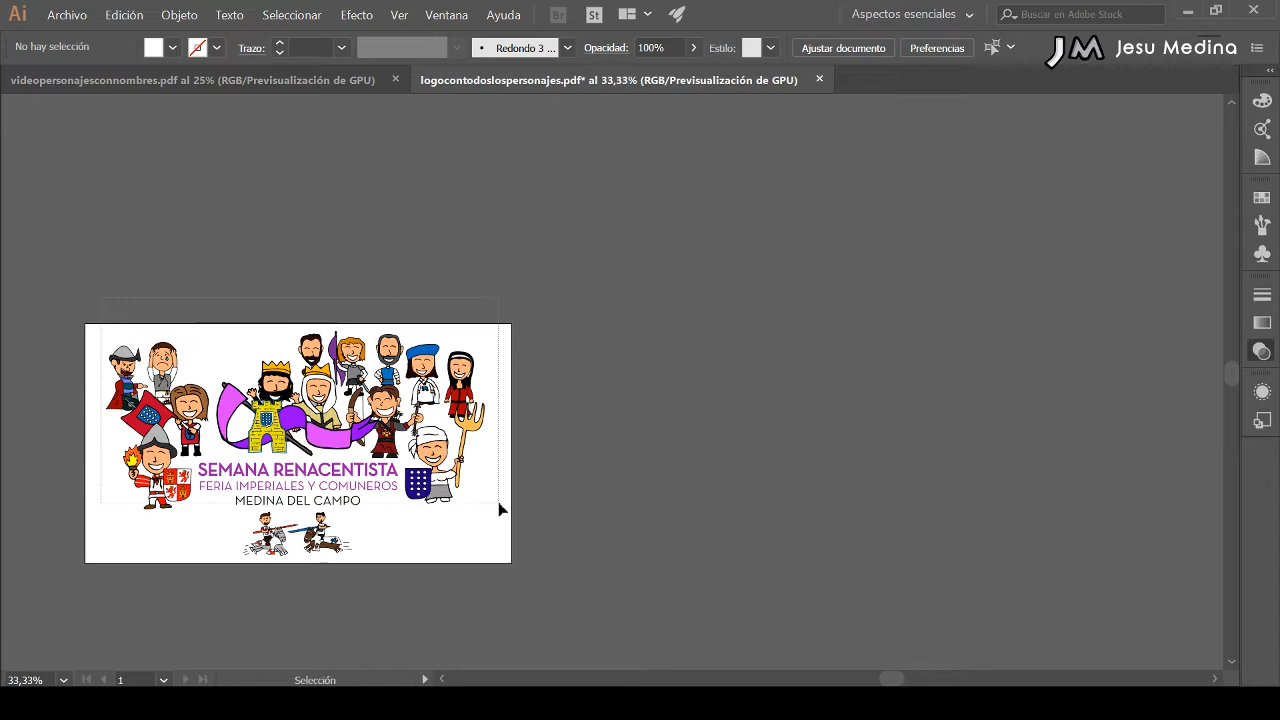 Ai Archivo Edición Objeto Texto Seleccionar Efecto Ver Ventana Ayuda Br St Aspectos esenciales Buscar en Adobe Stock
No hay selección Trazo: Redondo 3 ... Opacidad: 100% Estilo: Ajustar documento Preferencias JM Jesu Medina
videopersonajesconnombres.pdf al 25% (RGB/Previsualización de GPU) logocontodoslospersonajes.pdf* al 33,33% (RGB/Previsualización de GPU)
SEMANA RENACENTISTA
FERIA IMPERIALES Y COMUNEROS
MEDINA DEL CAMPO
33,33% 1 Selección